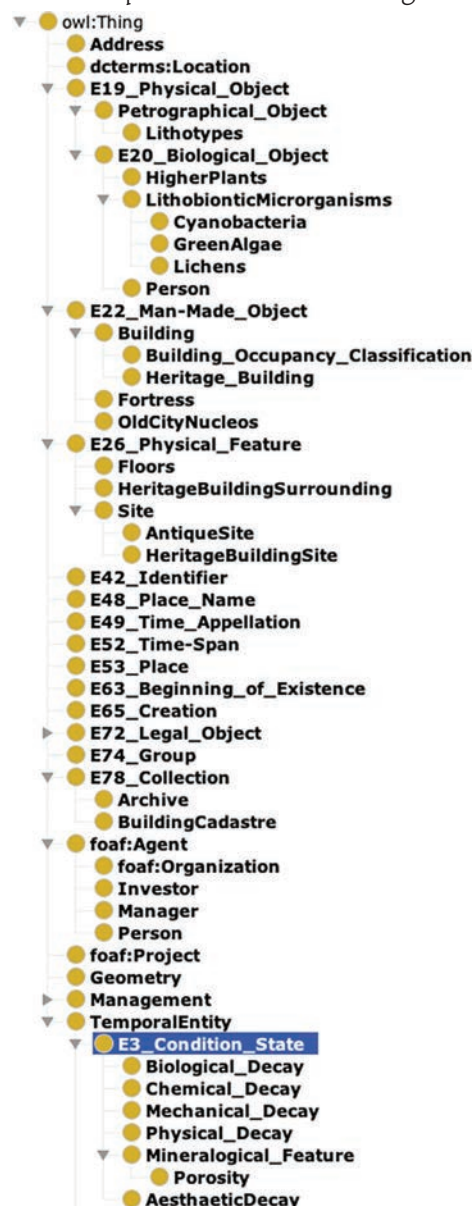 owl:Thing
Address
dcterms:Location
E19_Physical_Object
Petrographical_Object
Lithotypes
E20_Biological_Object
HigherPlants
LithobionticMicrorganisms
Cyanobacteria
GreenAlgae
Lichens
Person
E22_Man-Made_Object
Building
Building_Occupancy_Classification
Heritage_Building
Fortress
OldCityNucleos
E26_Physical_Feature
Floors
HeritageBuildingSurrounding
Site
AntiqueSite
HeritageBuildingSite
E42_Identifier
E48_Place_Name
E49_Time_Appellation
E52_Time-Span
E53_Place
E63_Beginning_of_Existence
E65_Creation
E72_Legal_Object
E74_Group
E78_Collection
Archive
BuildingCadastre
foaf:Agent
foaf:Organization
Investor
Manager
Person
foaf:Project
Geometry
Management
TemporalEntity
E3_Condition_State
Biological_Decay
Chemical_Decay
Mechanical_Decay
Physical_Decay
Mineralogical_Feature
Porosity
AesthaeticDecay